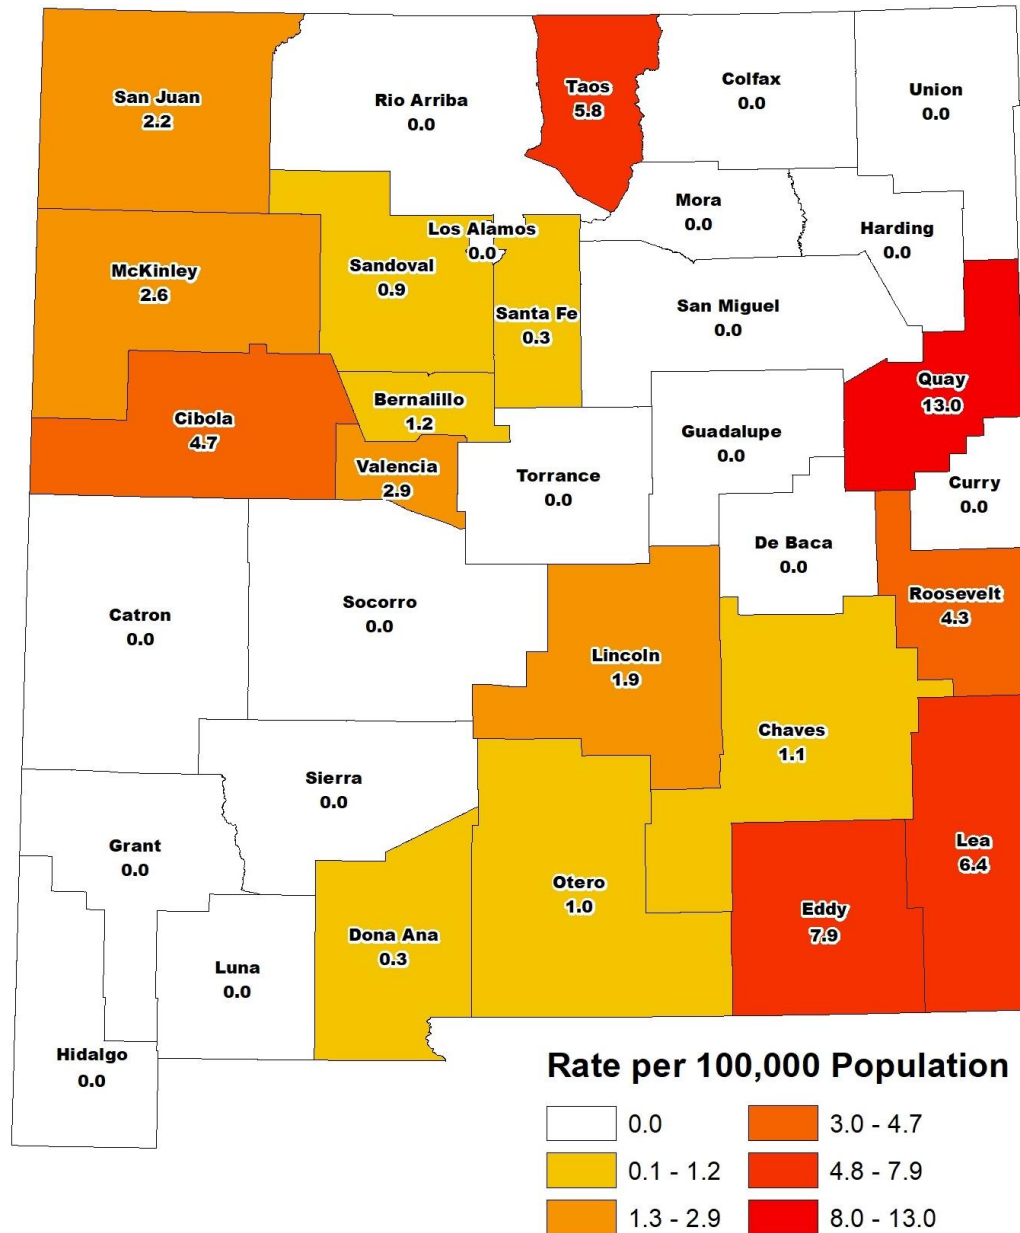 San Juan
2.2
Rio Arriba
0.0
Taos
5.8
Colfax
0.0
Union
0.0
Mora
0.0
Harding
0.0
Los Alamos
0.0
McKinley
2.6
Sandoval
0.9
Santa Fe
0.3
San Miguel
0.0
Quay
13.0
Cibola
4.7
Bernalillo
1.2
Valencia
2.9
Torrance
0.0
Guadalupe
0.0
Curry
0.0
De Baca
0.0
Roosevelt
4.3
Catron
0.0
Socorro
0.0
Lincoln
1.9
Chaves
1.1
Sierra
0.0
Grant
0.0
Lea
6.4
Otero
1.0
Eddy
7.9
Dona Ana
0.3
Luna
0.0
Hidalgo
0.0
Rate per 100,000 Population
0.0
0.1 - 1.2
1.3 - 2.9
3.0 - 4.7
4.8 - 7.9
8.0 - 13.0